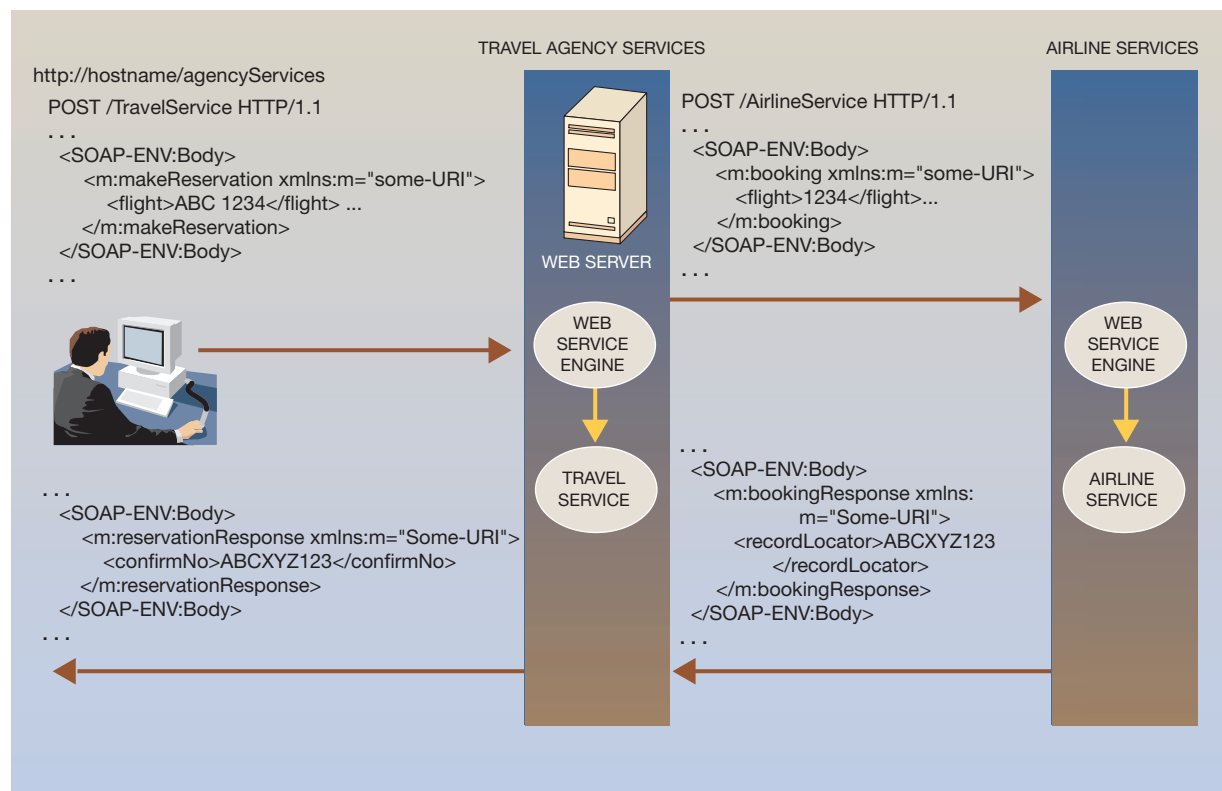 TRAVEL AGENCY SERVICES
AIRLINE SERVICES
http://hostname/agencyServices
POST /TravelService HTTP/1.1
. . .
<SOAP-ENV:Body>
<m:makeReservation xmlns:m="some-URI">
<flight>ABC 1234</flight> ...
</m:makeReservation>
</SOAP-ENV:Body>
. . .
WEB SERVER
POST /AirlineService HTTP/1.1
. . .
<SOAP-ENV:Body>
<m:booking xmlns:m="some-URI">
<flight>1234</flight>...
</m:booking>
</SOAP-ENV:Body>
. . .
WEB
SERVICE
ENGINE
WEB
SERVICE
ENGINE
. . .
<SOAP-ENV:Body>
<m:reservationResponse xmlns:m="Some-URI">
<confirmNo>ABCXYZ123</confirmNo>
</m:reservationResponse>
</SOAP-ENV:Body>
. . .
TRAVEL
SERVICE
. . .
<SOAP-ENV:Body>
<m:bookingResponse xmlns:
m="Some-URI">
<recordLocator>ABCXYZ123
</recordLocator>
</m:bookingResponse>
</SOAP-ENV:Body>
. . .
AIRLINE
SERVICE